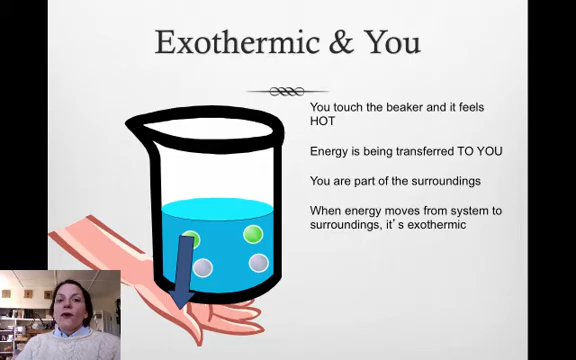 Exothermic & You
You touch the beaker and it feels
HOT
Energy is being transferred TO YOU
You are part of the surroundings
When energy moves from system to
surroundings, it's exothermic